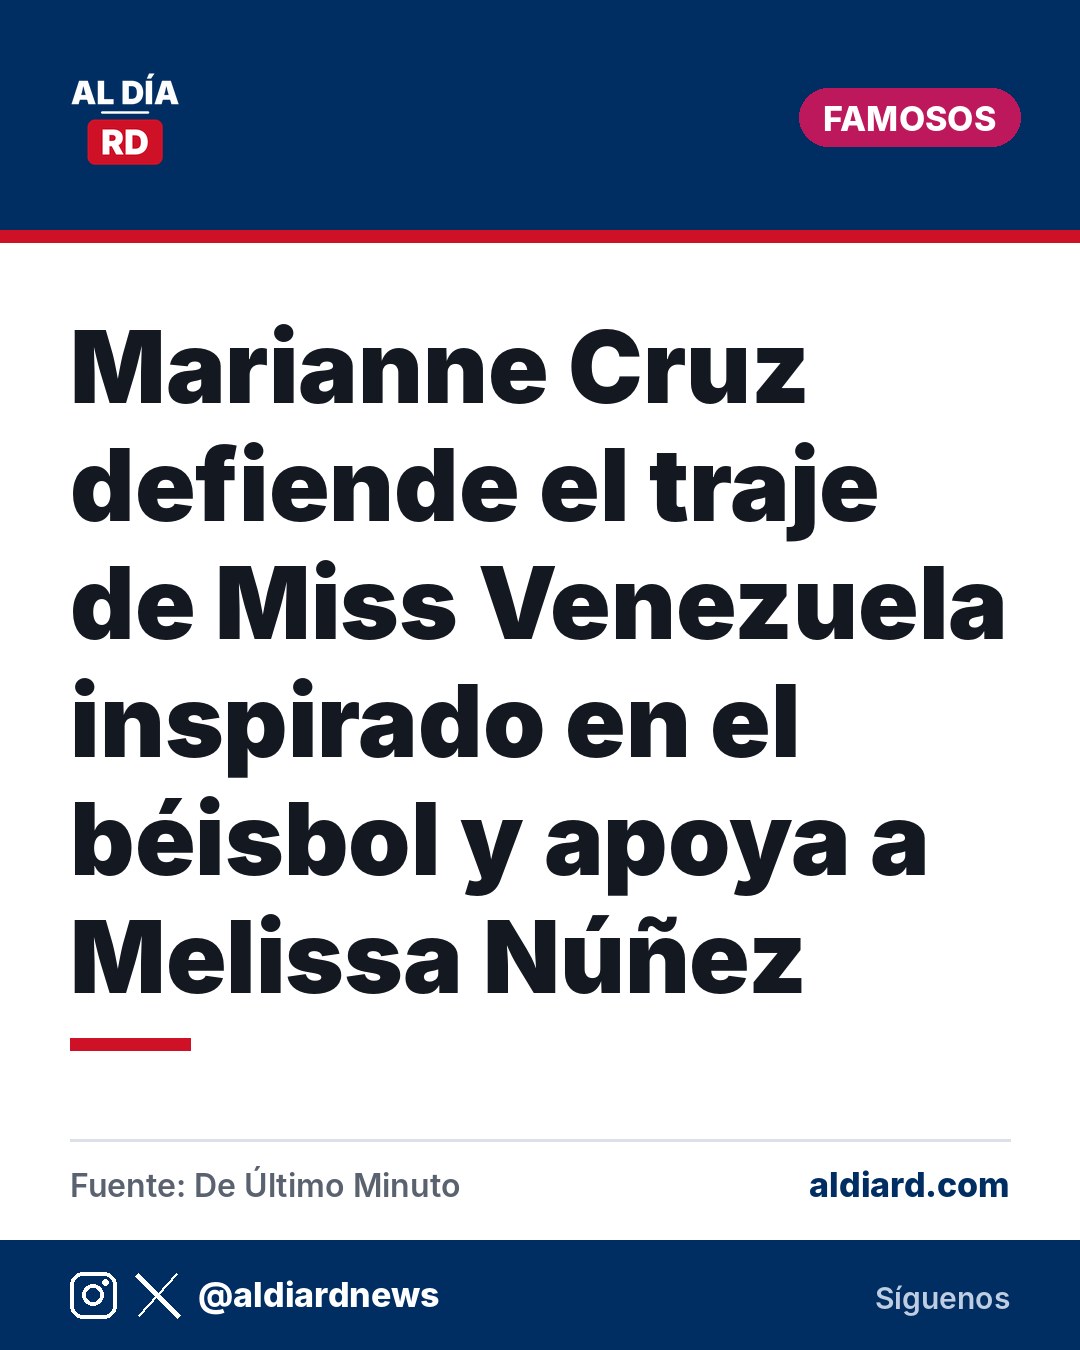 AL DÍA
RD
FAMOSOS
Marianne Cruz
defiende el traje
de Miss Venezuela
inspirado en el
béisbol y apoya a
Melissa Núñez
Fuente: De Último Minuto
aldiard.com
@aldiardnews
Síguenos